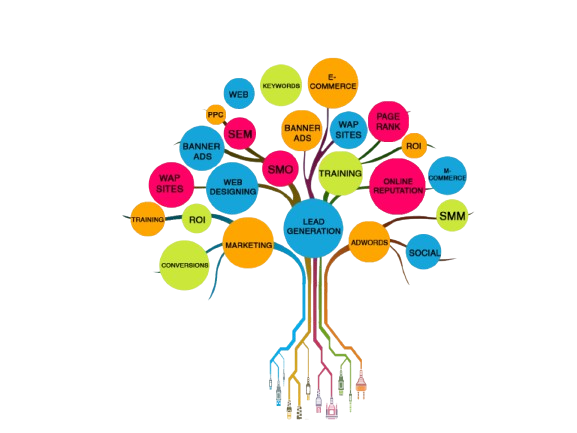 E-
COMMERCE
KEYWORDS
WEB
PPC
SEM
BANNER
ADS
WAP
SITES
PAGE
RANK
ROI
BANNER
ADS
SMO
TRAINING
M-
COMMERCE
ONLINE
REPUTATION
WAP
SITES
WEB
DESIGNING
TRAINING
ROI
LEAD
GENERATION
SMM
MARKETING
ADWORDS
SOCIAL
CONVERSIONS